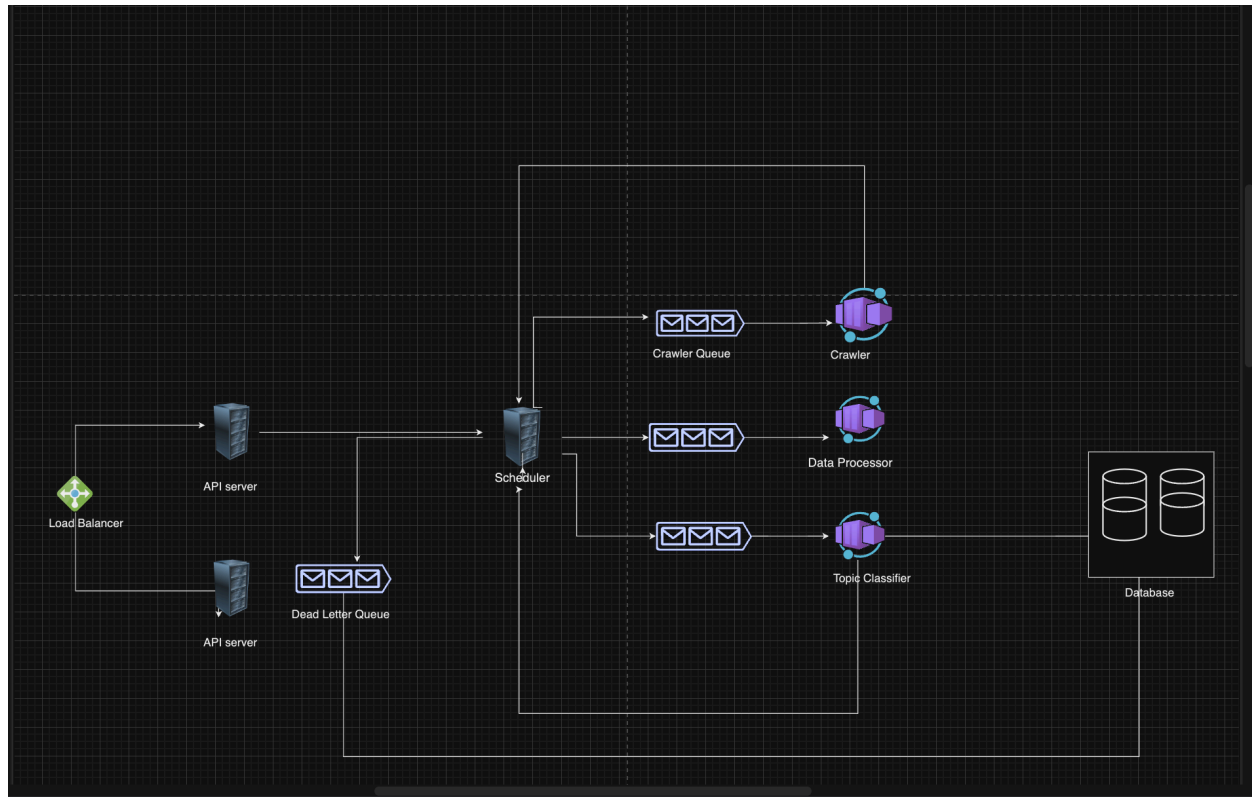 Crawler Queue
Crawler
API server
Scheduler
Data Processor
Load Balancer
Topic Classifier
Database
Dead Letter Queue
API server